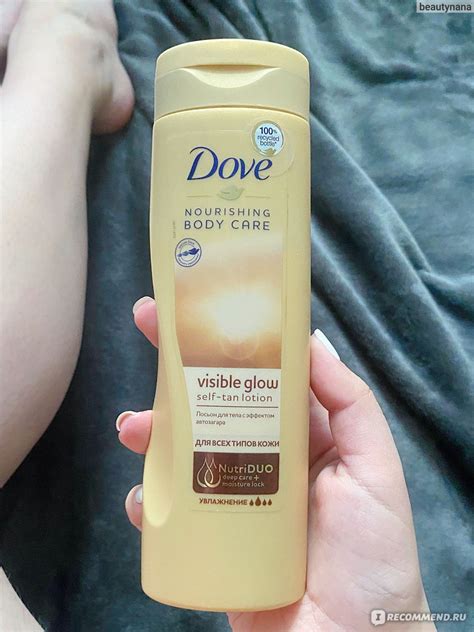 beautynana
100%
recycled
bottle*
Dove
NOURISHING
BODY CARE
visible glow
self-tan lotion
Лосьон для тела с эффектом
автозагара
ДЛЯ ВСЕХ ТИПОВ КОЖИ
NutriDUO
deep care +
moisture lock
УВЛАЖНЕНИЕ
I RECOMMEND.RU